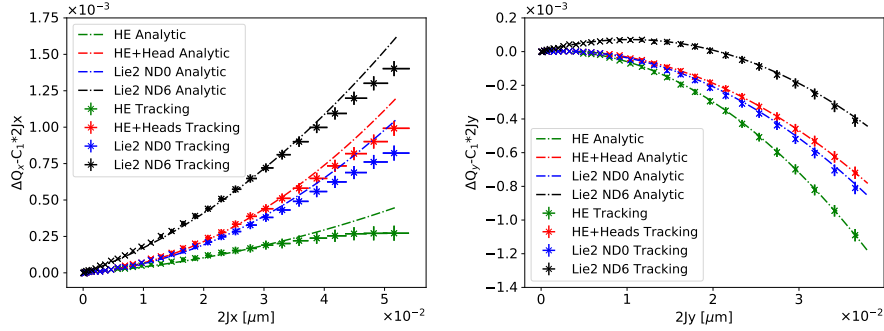 ×10⁻³
1.75
1.50
1.25
1.00
0.75
0.50
0.25
0.00
ΔQₓ-C₁*2Jx
HE Analytic
HE+Head Analytic
Lie2 ND0 Analytic
Lie2 ND6 Analytic
HE Tracking
HE+Heads Tracking
Lie2 ND0 Tracking
Lie2 ND6 Tracking
0 1 2 3 4 5
2Jx [μm] ×10⁻²
×10⁻³
0.2
0.0
−0.2
−0.4
−0.6
−0.8
−1.0
−1.2
−1.4
ΔQᵧ-C₁*2Jy
HE Analytic
HE+Head Analytic
Lie2 ND0 Analytic
Lie2 ND6 Analytic
HE Tracking
HE+Heads Tracking
Lie2 ND0 Tracking
Lie2 ND6 Tracking
0 1 2 3
2Jy [μm] ×10⁻²